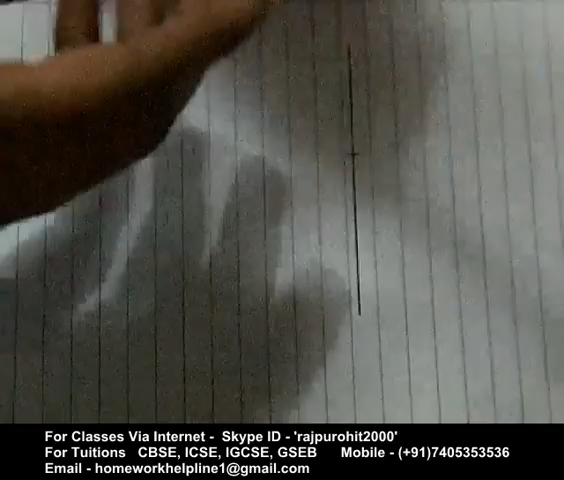 For Classes Via Internet - Skype ID - 'rajpurohit2000'
For Tuitions CBSE, ICSE, IGCSE, GSEB Mobile - (+91)7405353536
Email - homeworkhelpline1@gmail.com